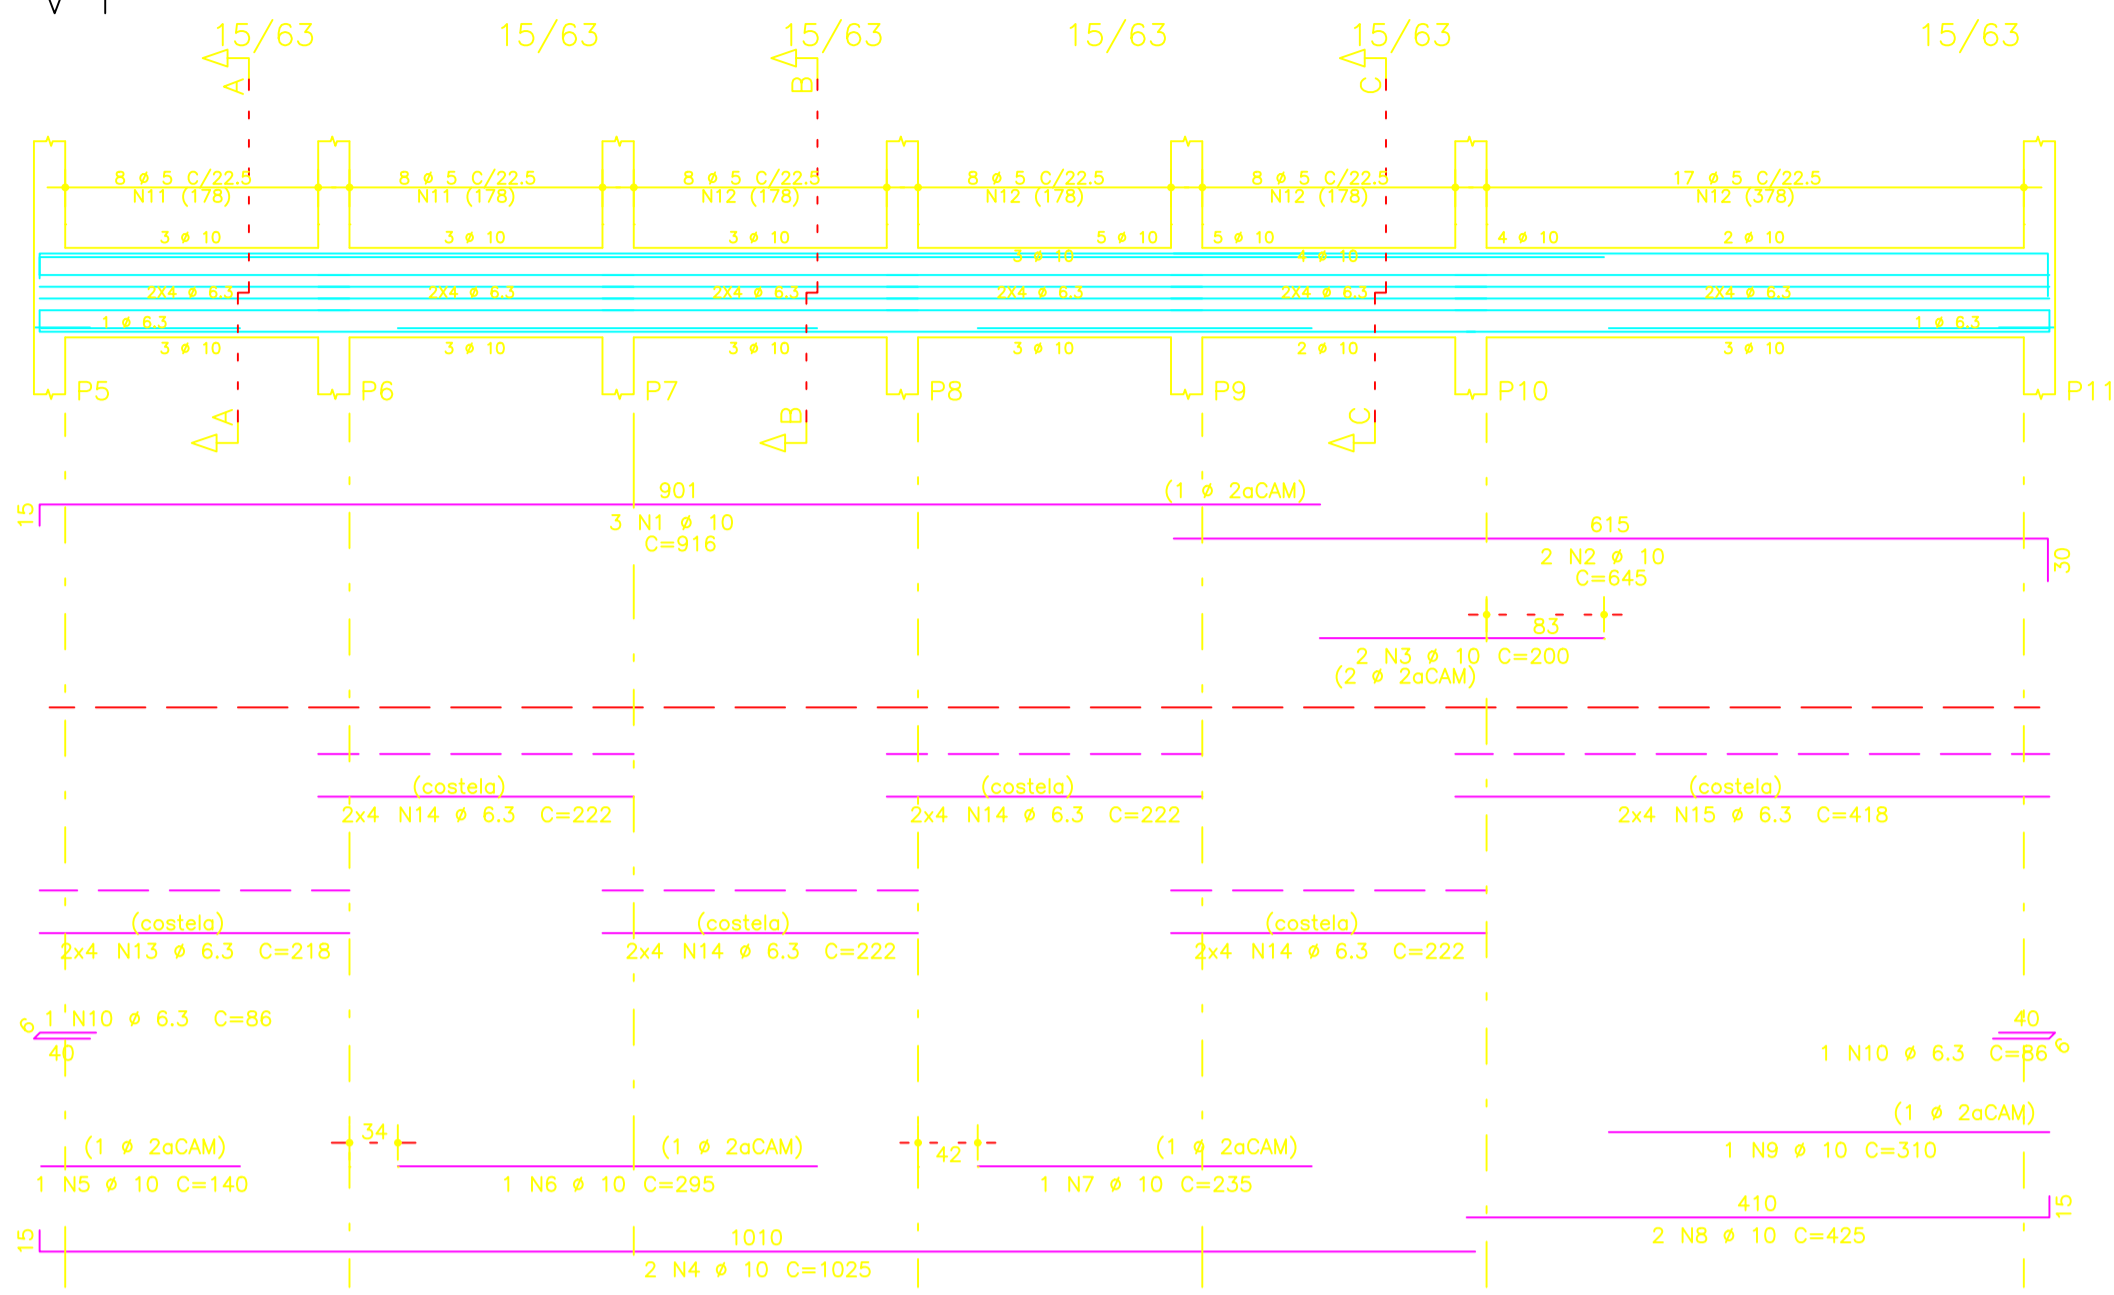 15/63 15/63 15/63 15/63 15/63 15/63
A B C
8 ø 5 C/22.5 8 ø 5 C/22.5 8 ø 5 C/22.5 8 ø 5 C/22.5 8 ø 5 C/22.5 17 ø 5 C/22.5
N11 (178) N11 (178) N12 (178) N12 (178) N12 (178) N12 (378)
3 ø 10 3 ø 10 3 ø 10 5 ø 10 5 ø 10 4 ø 10 2 ø 10
3 ø 10 4 ø 10
2x4 ø 6.3 2x4 ø 6.3 2x4 ø 6.3 2x4 ø 6.3 2x4 ø 6.3 2x4 ø 6.3
1 ø 6.3 1 ø 6.3
3 ø 10 3 ø 10 3 ø 10 3 ø 10 2 ø 10 3 ø 10
P5 P6 P7 P8 P9 P10 P11
A B C
901 (1 ø 2aCAM)
15
3 N1 ø 10
C=916
615
2 N2 ø 10
C=645
30
83
2 N3 ø 10 C=200
(2 ø 2aCAM)
(costela) (costela) (costela)
2x4 N14 ø 6.3 C=222 2x4 N14 ø 6.3 C=222 2x4 N15 ø 6.3 C=418
(costela) (costela) (costela)
2x4 N13 ø 6.3 C=218 2x4 N14 ø 6.3 C=222 2x4 N14 ø 6.3 C=222
6 1 N10 ø 6.3 C=86 40
40 1 N10 ø 6.3 C=86 6
(1 ø 2aCAM)
34
(1 ø 2aCAM) (1 ø 2aCAM) 42 (1 ø 2aCAM)
1 N9 ø 10 C=310
1 N5 ø 10 C=140 1 N6 ø 10 C=295 1 N7 ø 10 C=235
410 15
15 1010 2 N8 ø 10 C=425
2 N4 ø 10 C=1025